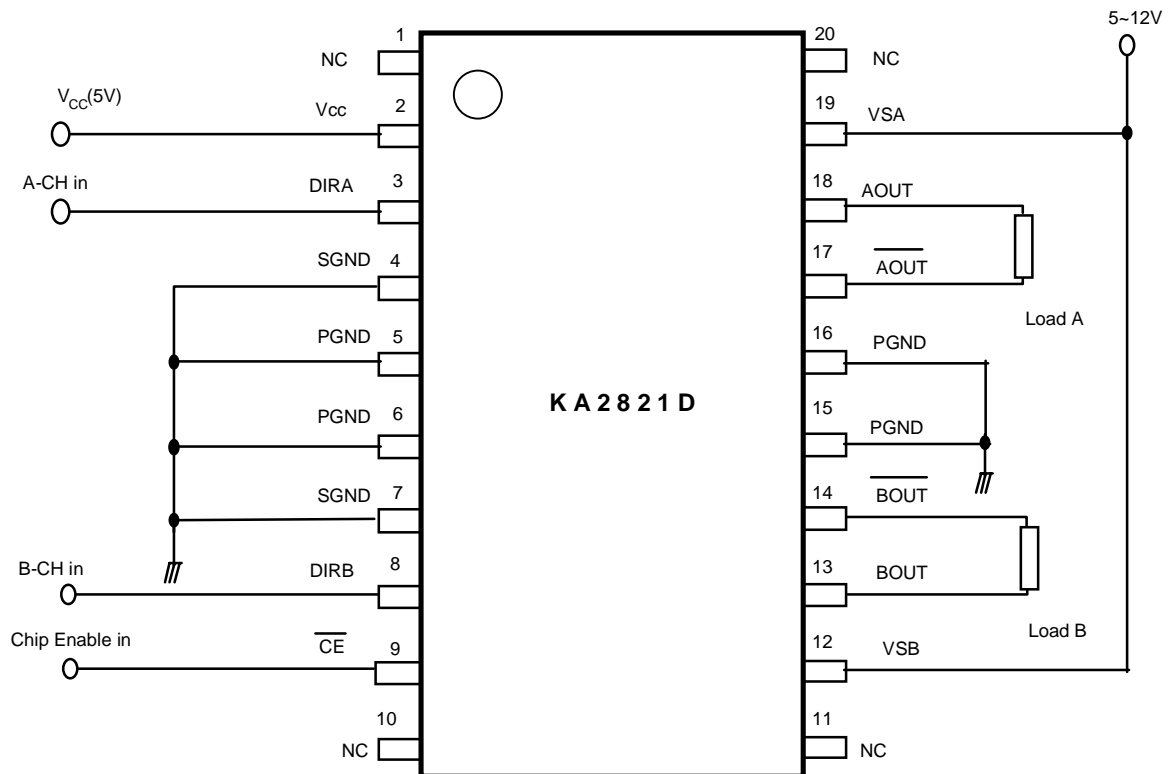 5~12V
1
20
NC
NC
V_CC(5V)
Vcc
2
19
VSA
A-CH in
DIRA
3
18
AOUT
SGND
4
17
AOUT
Load A
PGND
5
16
PGND
KA2821D
PGND
6
15
PGND
SGND
7
14
BOUT
B-CH in
DIRB
8
13
BOUT
Chip Enable in
CE
9
12
VSB
Load B
10
11
NC
NC